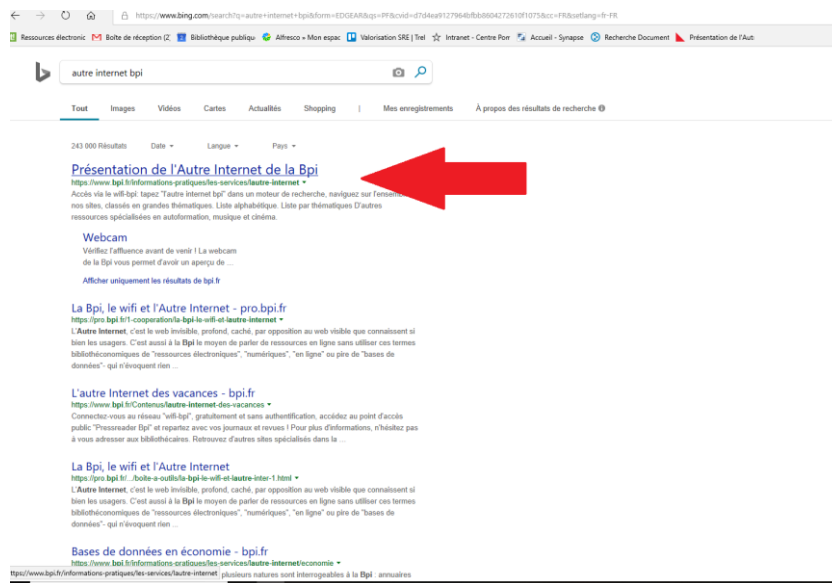 https://www.bing.com/search?q=autre+internet+bpi&form=EDGEAR&qs=PF&cvid=d7d4ea9127964bfbb8604272610f1075&cc=FR&setlang=fr-FR
Ressources électronic Boîte de réception (2 Bibliothèque publiqu Alfresco » Mon espac Valorisation SRE | Trel Intranet - Centre Pom Accueil - Synapse Recherche Document Présentation de l'Aut
autre internet bpi
Tout Images Vidéos Cartes Actualités Shopping | Mes enregistrements À propos des résultats de recherche
243 000 Résultats Date Langue Pays
Présentation de l'Autre Internet de la Bpi
https://www.bpi.fr/informations-pratiques/les-services/lautre-internet
Accès via le wifi-bpi: tapez "l'autre internet bpi" dans un moteur de recherche, naviguez sur l'ensem
nos sites, classés en grandes thématiques. Liste alphabétique. Liste par thématiques D'autres
ressources spécialisées en autoformation, musique et cinéma.
Webcam
Vérifiez l'affluence avant de venir ! La webcam
de la Bpi vous permet d'avoir un aperçu de ...
Afficher uniquement les résultats de bpi.fr
La Bpi, le wifi et l'Autre Internet - pro.bpi.fr
https://pro.bpi.fr/1-cooperation/la-bpi-le-wifi-et-lautre-internet
L'Autre Internet, c'est le web invisible, profond, caché, par opposition au web visible que connaissent si
bien les usagers. C'est aussi à la Bpi le moyen de parler de ressources en ligne sans utiliser ces termes
bibliothéconomiques de "ressources électroniques", "numériques", "en ligne" ou pire de "bases de
données"- qui n'évoquent rien ...
L'autre Internet des vacances - bpi.fr
https://www.bpi.fr/Contenus/lautre-internet-des-vacances
Connectez-vous au réseau "wifi-bpi", gratuitement et sans authentification, accédez au point d'accès
public "Pressreader Bpi" et repartez avec vos journaux et revues ! Pour plus d'informations, n'hésitez pas
à vous adresser aux bibliothécaires. Retrouvez d'autres sites spécialisés dans la ...
La Bpi, le wifi et l'Autre Internet
https://pro.bpi.fr/.../boite-a-outils/la-bpi-le-wifi-et-lautre-inter-1.html
L'Autre Internet, c'est le web invisible, profond, caché, par opposition au web visible que connaissent si
bien les usagers. C'est aussi à la Bpi le moyen de parler de ressources en ligne sans utiliser ces termes
bibliothéconomiques de "ressources électroniques", "numériques", "en ligne" ou pire de "bases de
données"- qui n'évoquent rien ...
Bases de données en économie - bpi.fr
https://www.bpi.fr/informations-pratiques/les-services/lautre-internet/economie
ttps://www.bpi.fr/informations-pratiques/les-services/lautre-internet plusieurs natures sont interrogeables à la Bpi : annuaires